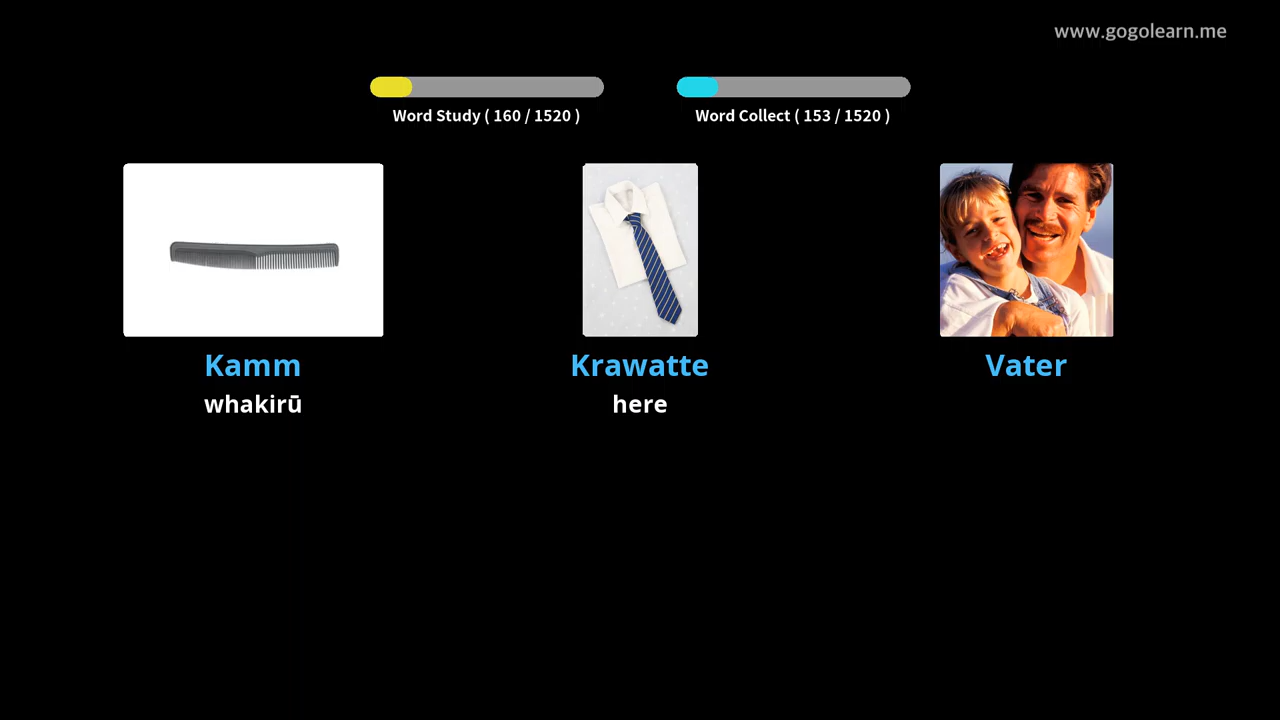 www.gogolearn.me
Word Study ( 160 / 1520 )
Word Collect ( 153 / 1520 )
Kamm
whakirū
Krawatte
here
Vater